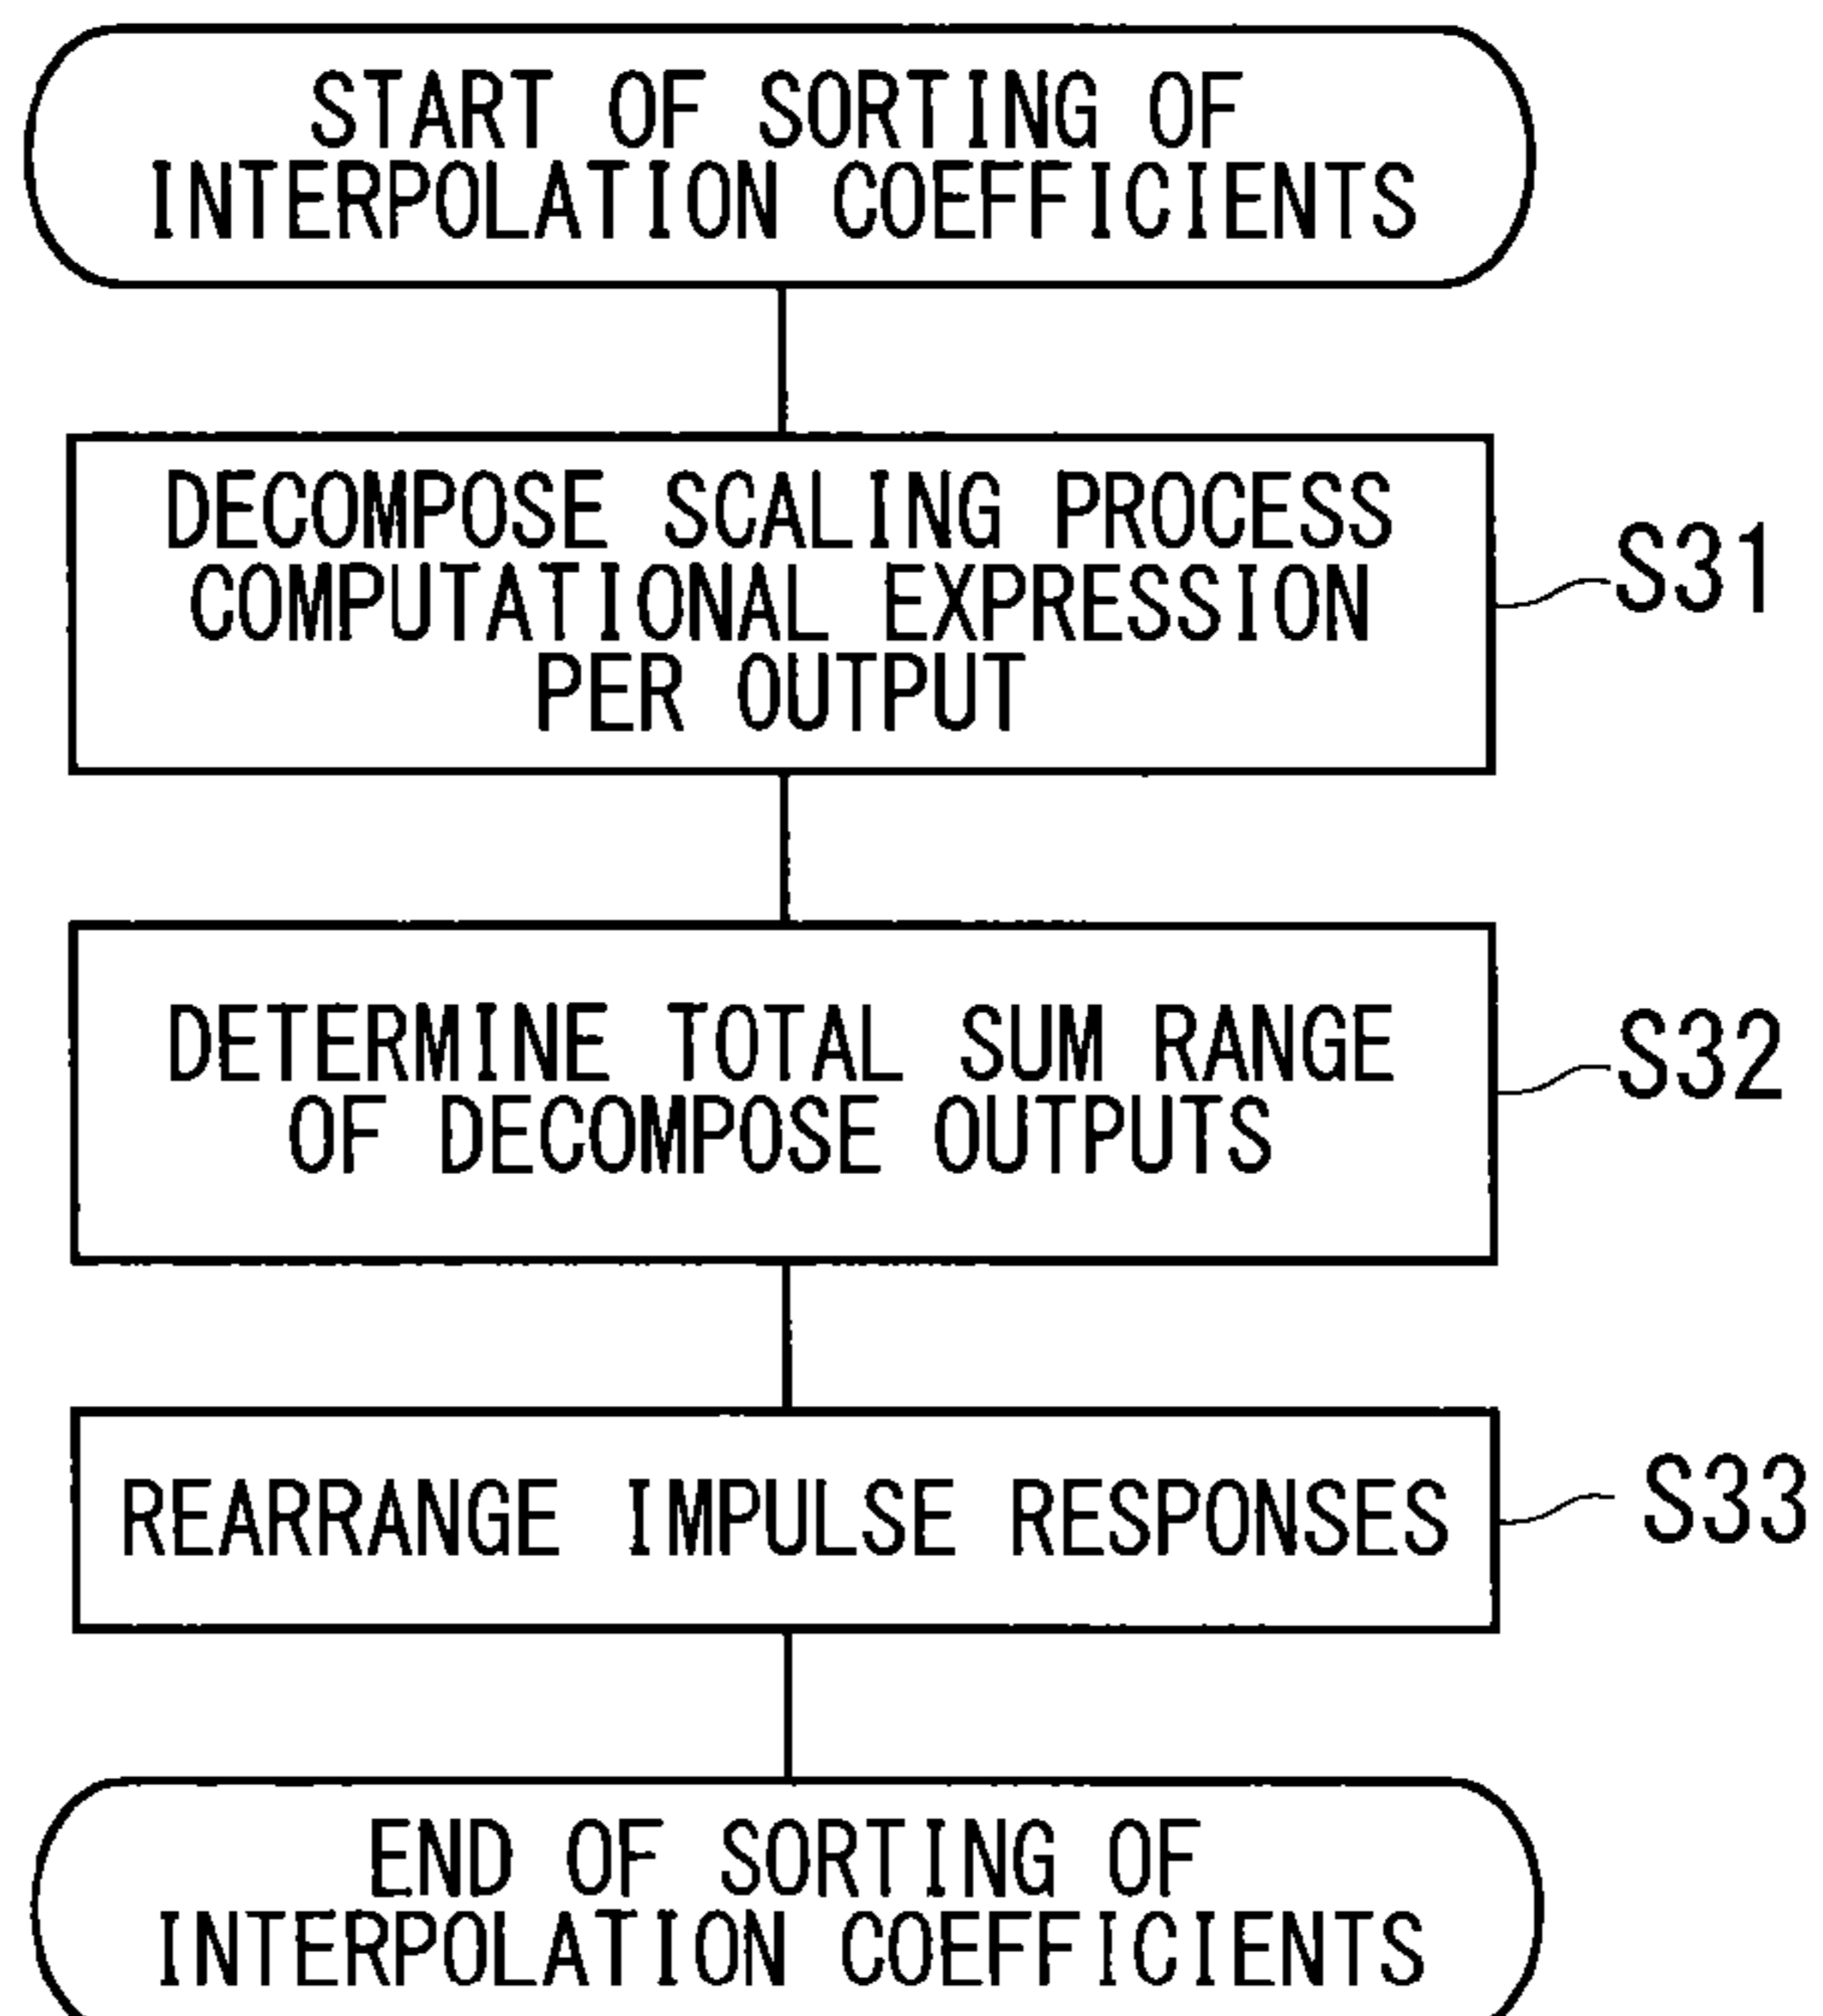 START OF SORTING OF
INTERPOLATION COEFFICIENTS
DECOMPOSE SCALING PROCESS
COMPUTATIONAL EXPRESSION
PER OUTPUT
S31
DETERMINE TOTAL SUM RANGE
OF DECOMPOSE OUTPUTS
S32
REARRANGE IMPULSE RESPONSES
S33
END OF SORTING OF
INTERPOLATION COEFFICIENTS